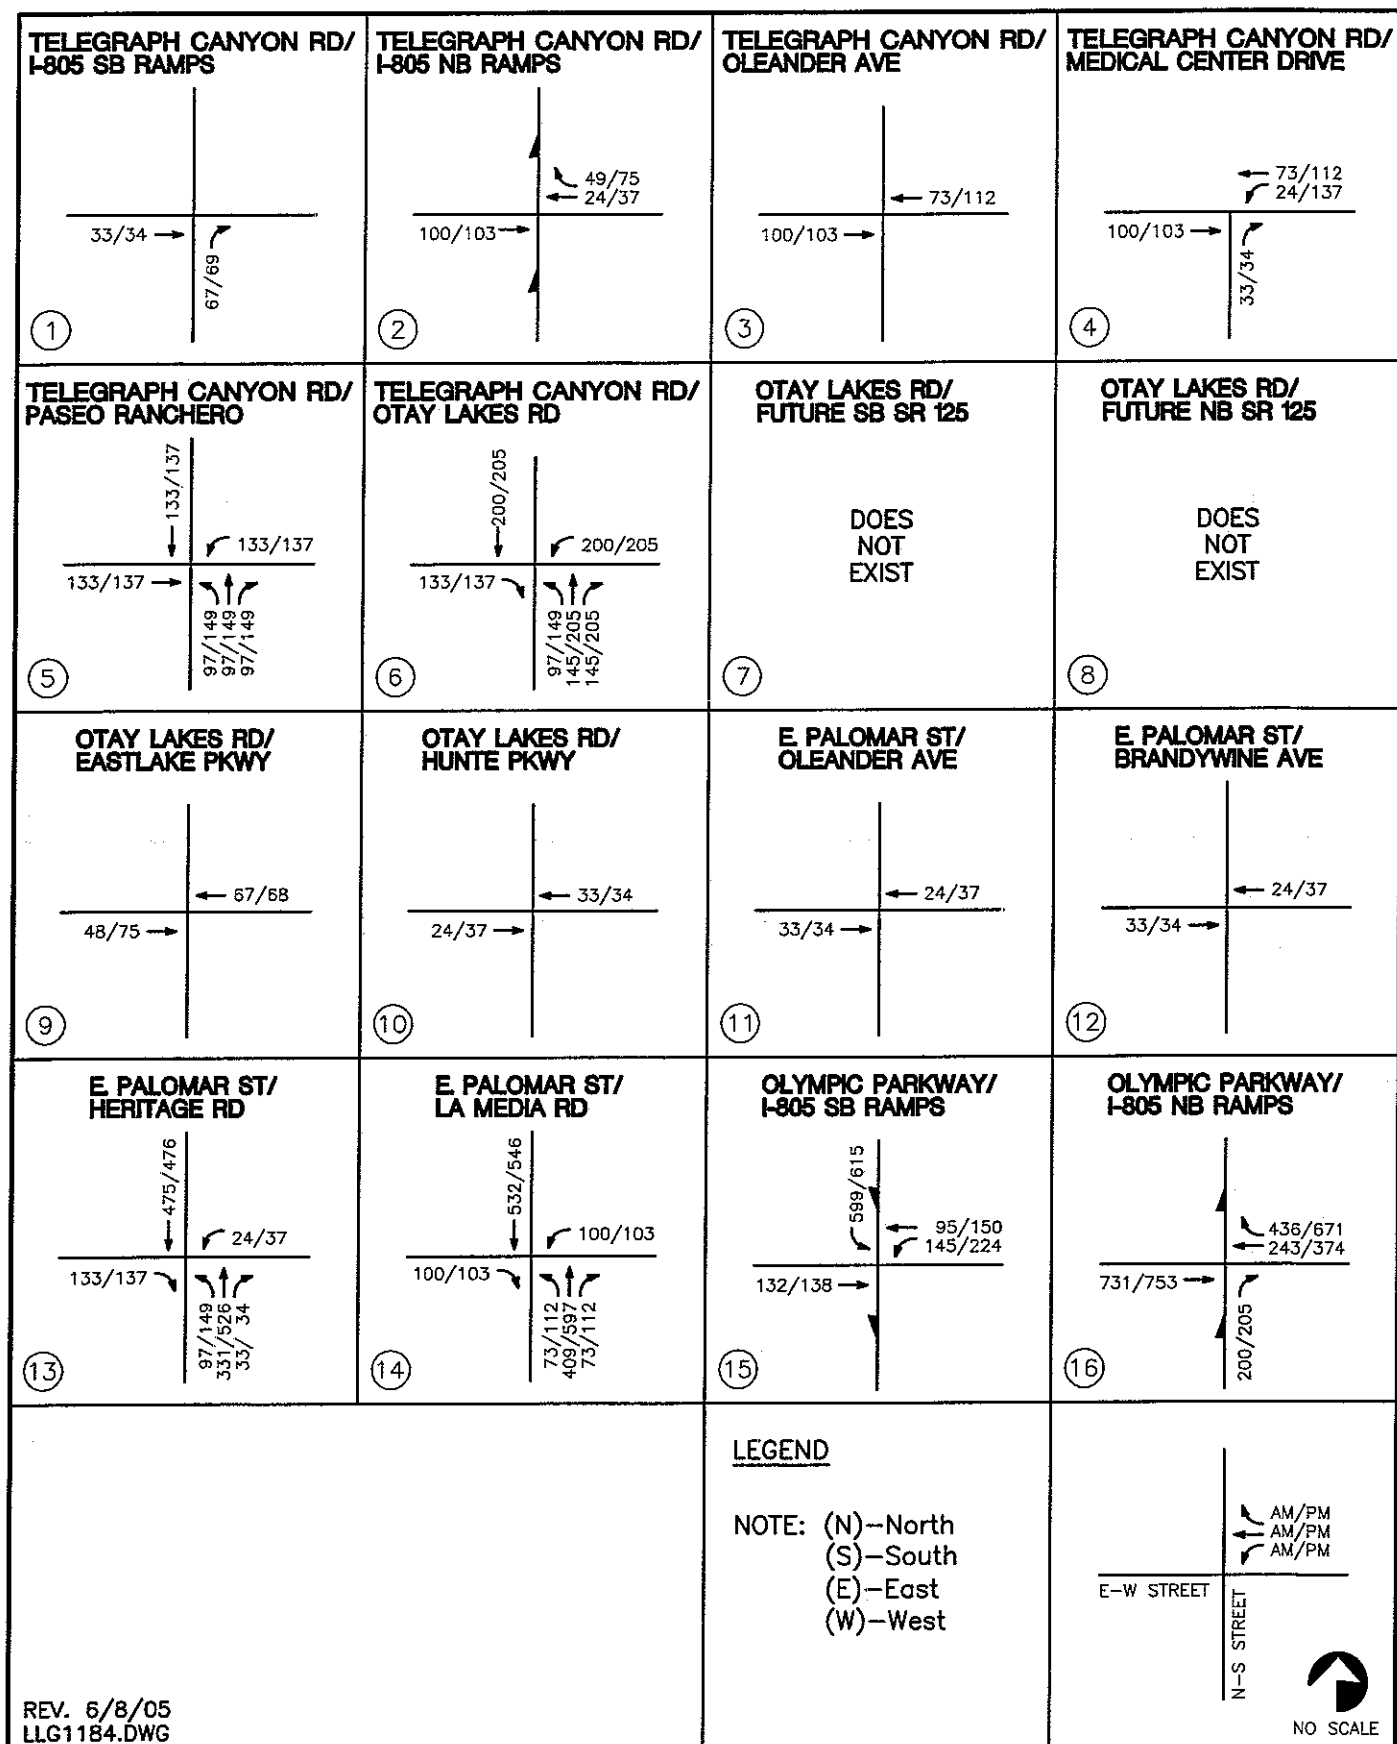 TELEGRAPH CANYON RD/
I-805 SB RAMPS
33/34
67/69
1
TELEGRAPH CANYON RD/
I-805 NB RAMPS
49/75
24/37
100/103
2
TELEGRAPH CANYON RD/
OLEANDER AVE
73/112
100/103
3
TELEGRAPH CANYON RD/
MEDICAL CENTER DRIVE
73/112
24/137
100/103
33/34
4
TELEGRAPH CANYON RD/
PASEO RANCHERO
133/137
133/137
133/137
97/149
97/149
97/149
5
TELEGRAPH CANYON RD/
OTAY LAKES RD
200/205
200/205
133/137
97/149
145/205
145/205
6
OTAY LAKES RD/
FUTURE SB SR 125
DOES
NOT
EXIST
7
OTAY LAKES RD/
FUTURE NB SR 125
DOES
NOT
EXIST
8
OTAY LAKES RD/
EASTLAKE PKWY
67/68
48/75
9
OTAY LAKES RD/
HUNTE PKWY
33/34
24/37
10
E. PALOMAR ST/
OLEANDER AVE
24/37
33/34
11
E. PALOMAR ST/
BRANDYWINE AVE
24/37
33/34
12
E. PALOMAR ST/
HERITAGE RD
475/476
24/37
133/137
97/149
331/526
33/ 34
13
E. PALOMAR ST/
LA MEDIA RD
532/546
100/103
100/103
73/112
409/597
73/112
14
OLYMPIC PARKWAY/
I-805 SB RAMPS
599/615
95/150
145/224
132/138
15
OLYMPIC PARKWAY/
I-805 NB RAMPS
436/671
243/374
731/753
200/205
16
LEGEND
NOTE: (N)-North
(S)-South
(E)-East
(W)-West
AM/PM
AM/PM
AM/PM
E-W STREET
N-S STREET
NO SCALE
REV. 6/8/05
LLG1184.DWG